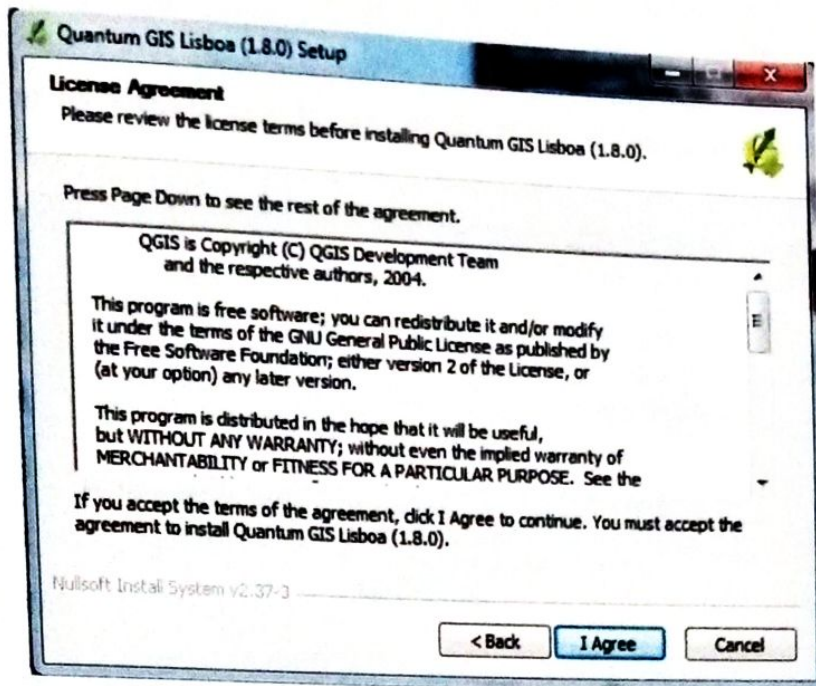 Quantum GIS Lisboa (1.8.0) Setup
License Agreement
Please review the license terms before installing Quantum GIS Lisboa (1.8.0).
Press Page Down to see the rest of the agreement.
QGIS is Copyright (C) QGIS Development Team
and the respective authors, 2004.
This program is free software; you can redistribute it and/or modify
it under the terms of the GNU General Public License as published by
the Free Software Foundation; either version 2 of the License, or
(at your option) any later version.
This program is distributed in the hope that it will be useful,
but WITHOUT ANY WARRANTY; without even the implied warranty of
MERCHANTABILITY or FITNESS FOR A PARTICULAR PURPOSE. See the
If you accept the terms of the agreement, click I Agree to continue. You must accept the
agreement to install Quantum GIS Lisboa (1.8.0).
Nullsoft Install System v2.37-3
< Back
I Agree
Cancel